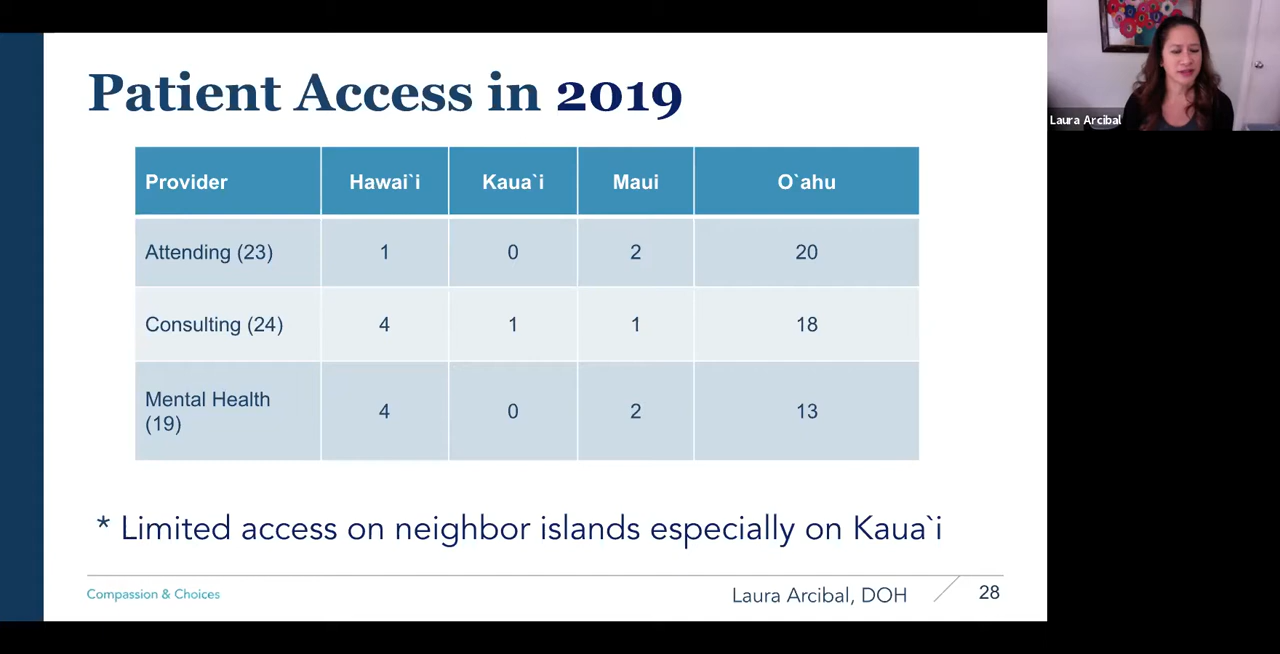 Patient Access in 2019
Laura Arcibal
Provider Hawai`i Kaua`i Maui O`ahu
Attending (23) 1 0 2 20
Consulting (24) 4 1 1 18
Mental Health
(19) 4 0 2 13
* Limited access on neighbor islands especially on Kaua`i
Compassion & Choices
Laura Arcibal, DOH
28